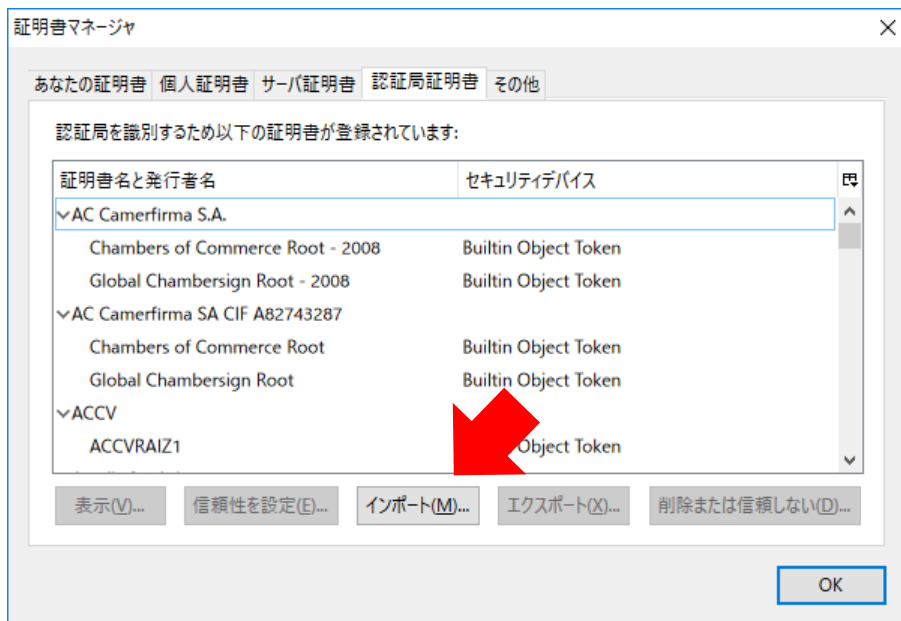 証明書マネージャ
あなたの証明書 個人証明書 サーバ証明書 認証局証明書 その他
認証局を識別するため以下の証明書が登録されています:
証明書名と発行者名 セキュリティデバイス
AC Camerfirma S.A.
Chambers of Commerce Root - 2008 Builtin Object Token
Global Chambersign Root - 2008 Builtin Object Token
AC Camerfirma SA CIF A82743287
Chambers of Commerce Root Builtin Object Token
Global Chambersign Root Builtin Object Token
ACCV
ACCVRAIZ1 Object Token
表示(V)... 信頼性を設定(E)... インポート(M)... エクスポート(X)... 削除または信頼しない(D)...
OK